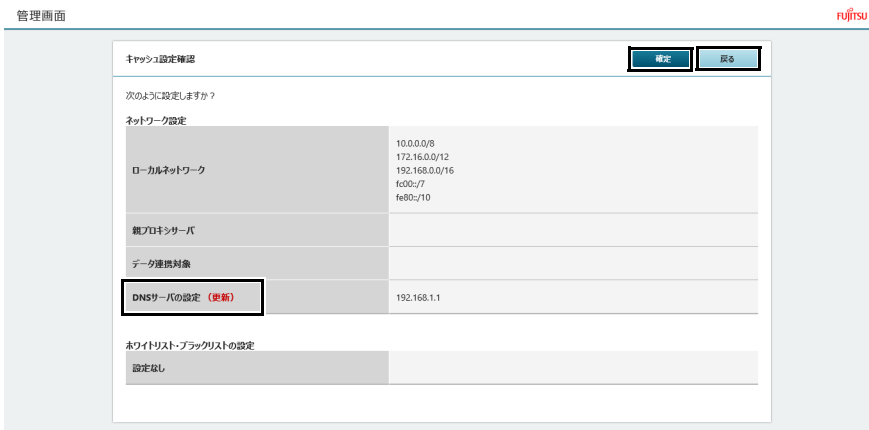 管理画面
FUJITSU
キャッシュ設定確認
確定
戻る
次のように設定しますか？
ネットワーク設定
ローカルネットワーク
10.0.0.0/8
172.16.0.0/12
192.168.0.0/16
fc00::/7
fe80::/10
親プロキシサーバ
データ連携対象
DNSサーバの設定 （更新）
192.168.1.1
ホワイトリスト・ブラックリストの設定
設定なし